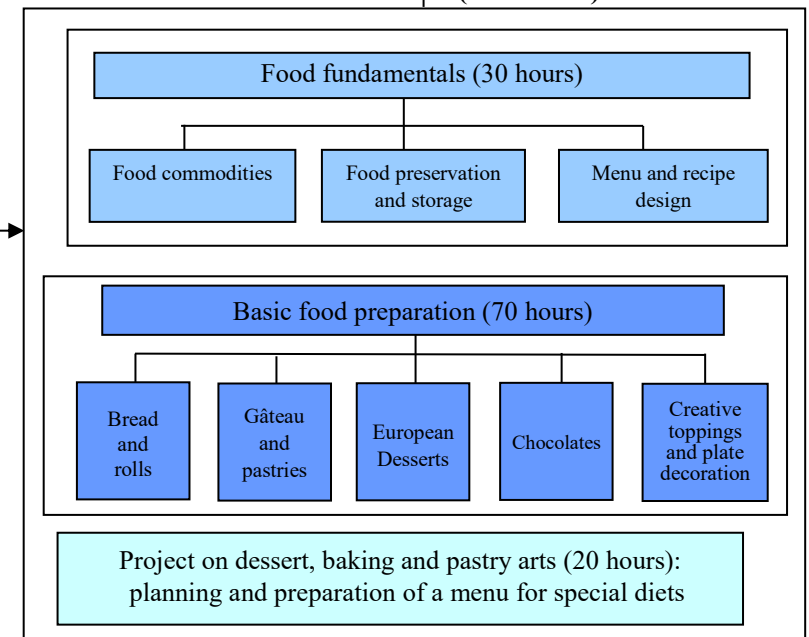 Food fundamentals (30 hours)
Food commodities
Food preservation
and storage
Menu and recipe
design
Basic food preparation (70 hours)
Bread
and
rolls
Gâteau
and
pastries
European
Desserts
Chocolates
Creative
toppings
and plate
decoration
Project on dessert, baking and pastry arts (20 hours):
planning and preparation of a menu for special diets